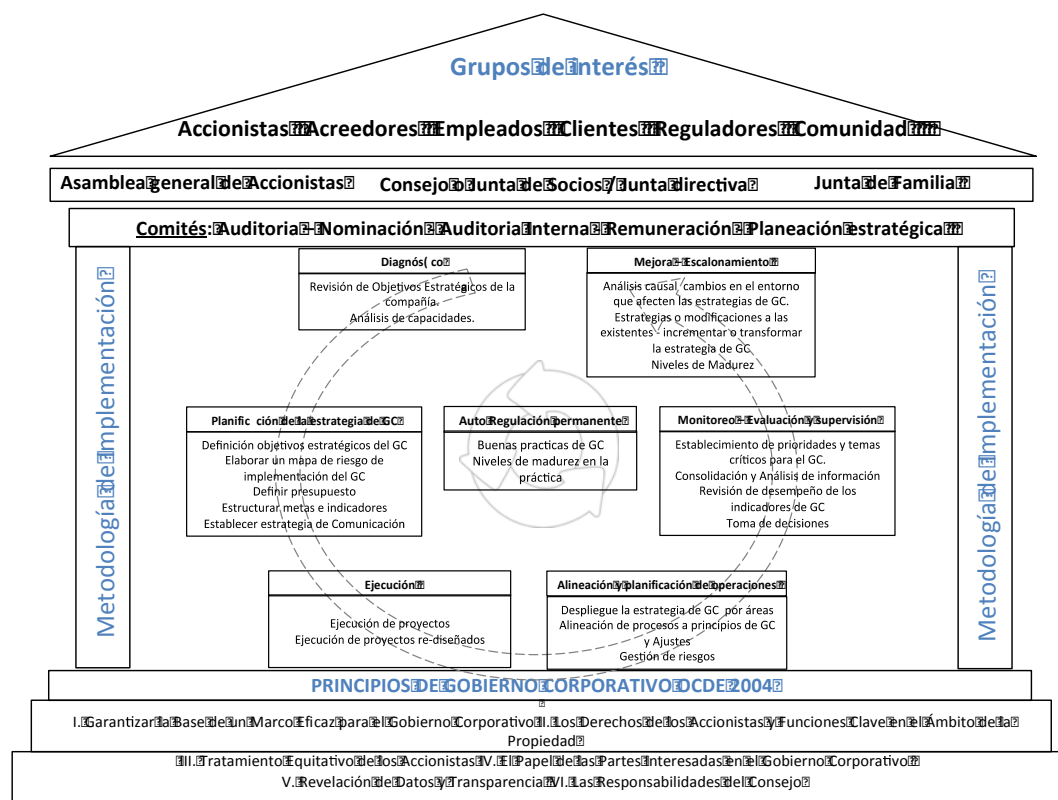 Grupos de interés
Accionistas Acreedores Empleados Clientes Reguladores Comunidad
Asamblea general de Accionistas Consejo o Junta de Socios / Junta directiva Junta de Familia
Comités: Auditoria – Nominación Auditoria Interna Remuneración Planeación estratégica
Metodología de Implementación
Diagnós( co
Revisión de Objetivos Estratégicos de la
compañía.
Análisis de capacidades.
Mejora – Escalonamiento
Análisis causal cambios en el entorno
que afecten las estrategias de GC.
Estrategias o modificaciones a las
existentes - incrementar o transformar
la estrategia de GC
Niveles de Madurez
Planific ción de la estrategia de GC
Definición objetivos estratégicos del GC
Elaborar un mapa de riesgo de
implementación del GC
Definir presupuesto
Estructurar metas e indicadores
Establecer estrategia de Comunicación
Auto Regulación permanente
Buenas practicas de GC
Niveles de madurez en la
práctica
Monitoreo – Evaluación y supervisión
Establecimiento de prioridades y temas
críticos para el GC.
Consolidación y Análisis de información
Revisión de desempeño de los
indicadores de GC
Toma de decisiones
Ejecución
Ejecución de proyectos
Ejecución de proyectos re-diseñados
Alineación y planificación de operaciones
Despliegue la estrategia de GC por áreas
Alineación de procesos a principios de GC
y Ajustes
Gestión de riesgos
Metodología de Implementación
PRINCIPIOS DE GOBIERNO CORPORATIVO OCDE 2004
I. Garantizar la Base de un Marco Eficaz para el Gobierno Corporativo II. Los Derechos de los Accionistas y Funciones Clave en el Ámbito de la
Propiedad
III. Tratamiento Equitativo de los Accionistas IV. El Papel de las Partes Interesadas en el Gobierno Corporativo
V. Revelación de Datos y Transparencia VI. Las Responsabilidades del Consejo